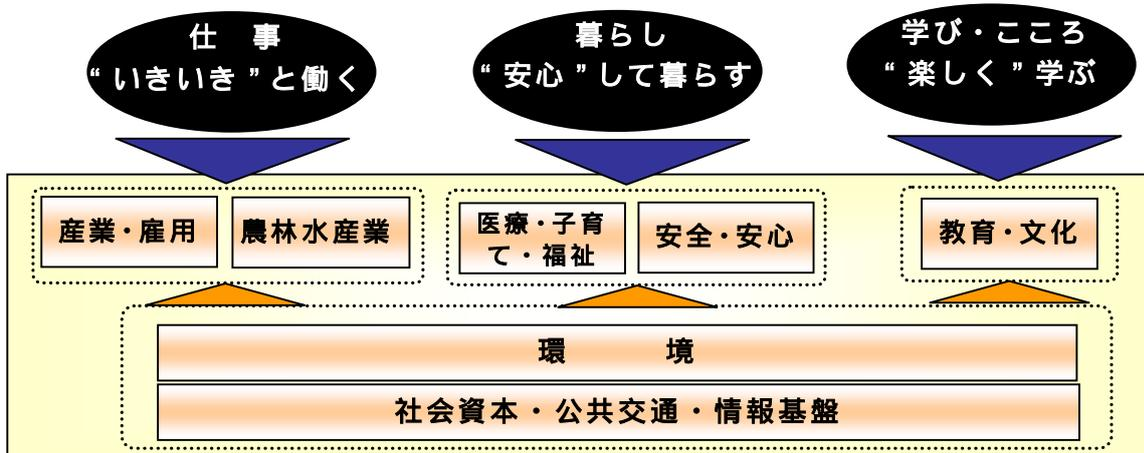 仕　事
“いきいき”と働く
暮らし
“安心”して暮らす
学び・こころ
“楽しく”学ぶ
産業・雇用
農林水産業
医療・子育
て・福祉
安全・安心
教育・文化
環　　境
社会資本・公共交通・情報基盤